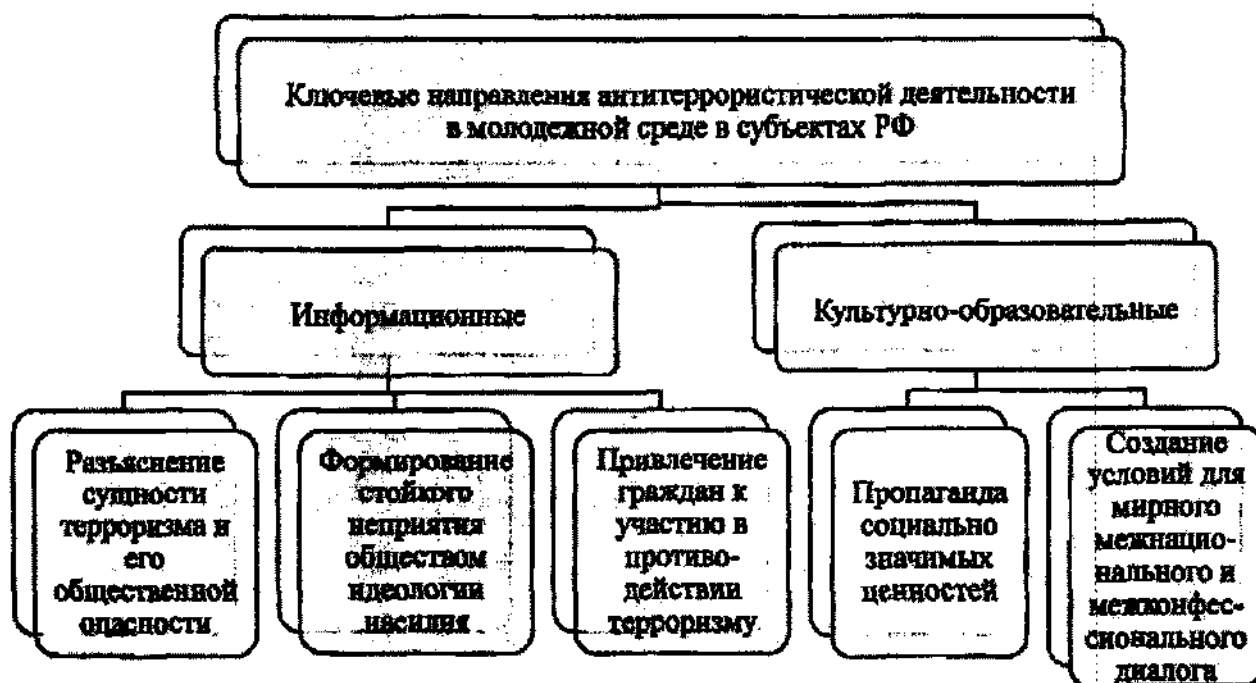 Ключевые направления антитеррористической деятельности
в молодежной среде в субъектах РФ
Информационные
Культурно-образовательные
Разъяснение
сущности
терроризма и
его
общественной
опасности
Формирование
стойкого
неприятия
обществом
идеологии
насилия
Привлечение
граждан к
участию в
противо-
действии
терроризму
Пропаганда
социально
значимых
ценностей
Создание
условий для
мирного
межнацио-
нального и
межконфес-
сионального
диалога